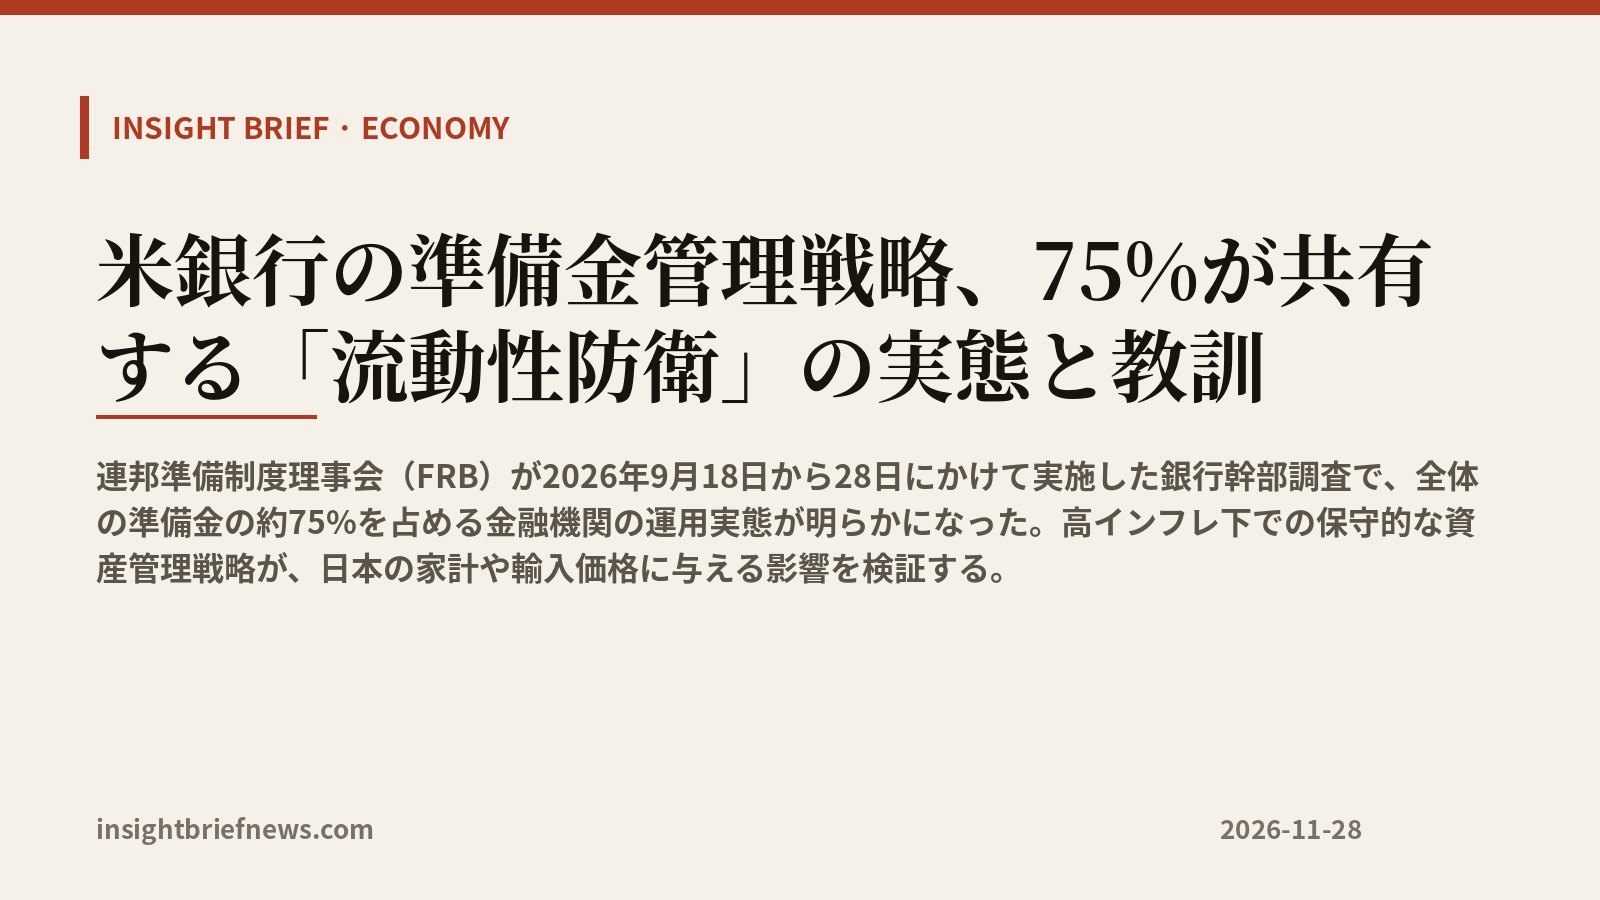 INSIGHT BRIEF · ECONOMY
米銀行の準備金管理戦略、75%が共有
する「流動性防衛」の実態と教訓
連邦準備制度理事会（FRB）が2026年9月18日から28日にかけて実施した銀行幹部調査で、全体
の準備金の約75%を占める金融機関の運用実態が明らかになった。高インフレ下での保守的な資
産管理戦略が、日本の家計や輸入価格に与える影響を検証する。
insightbriefnews.com
2026-11-28